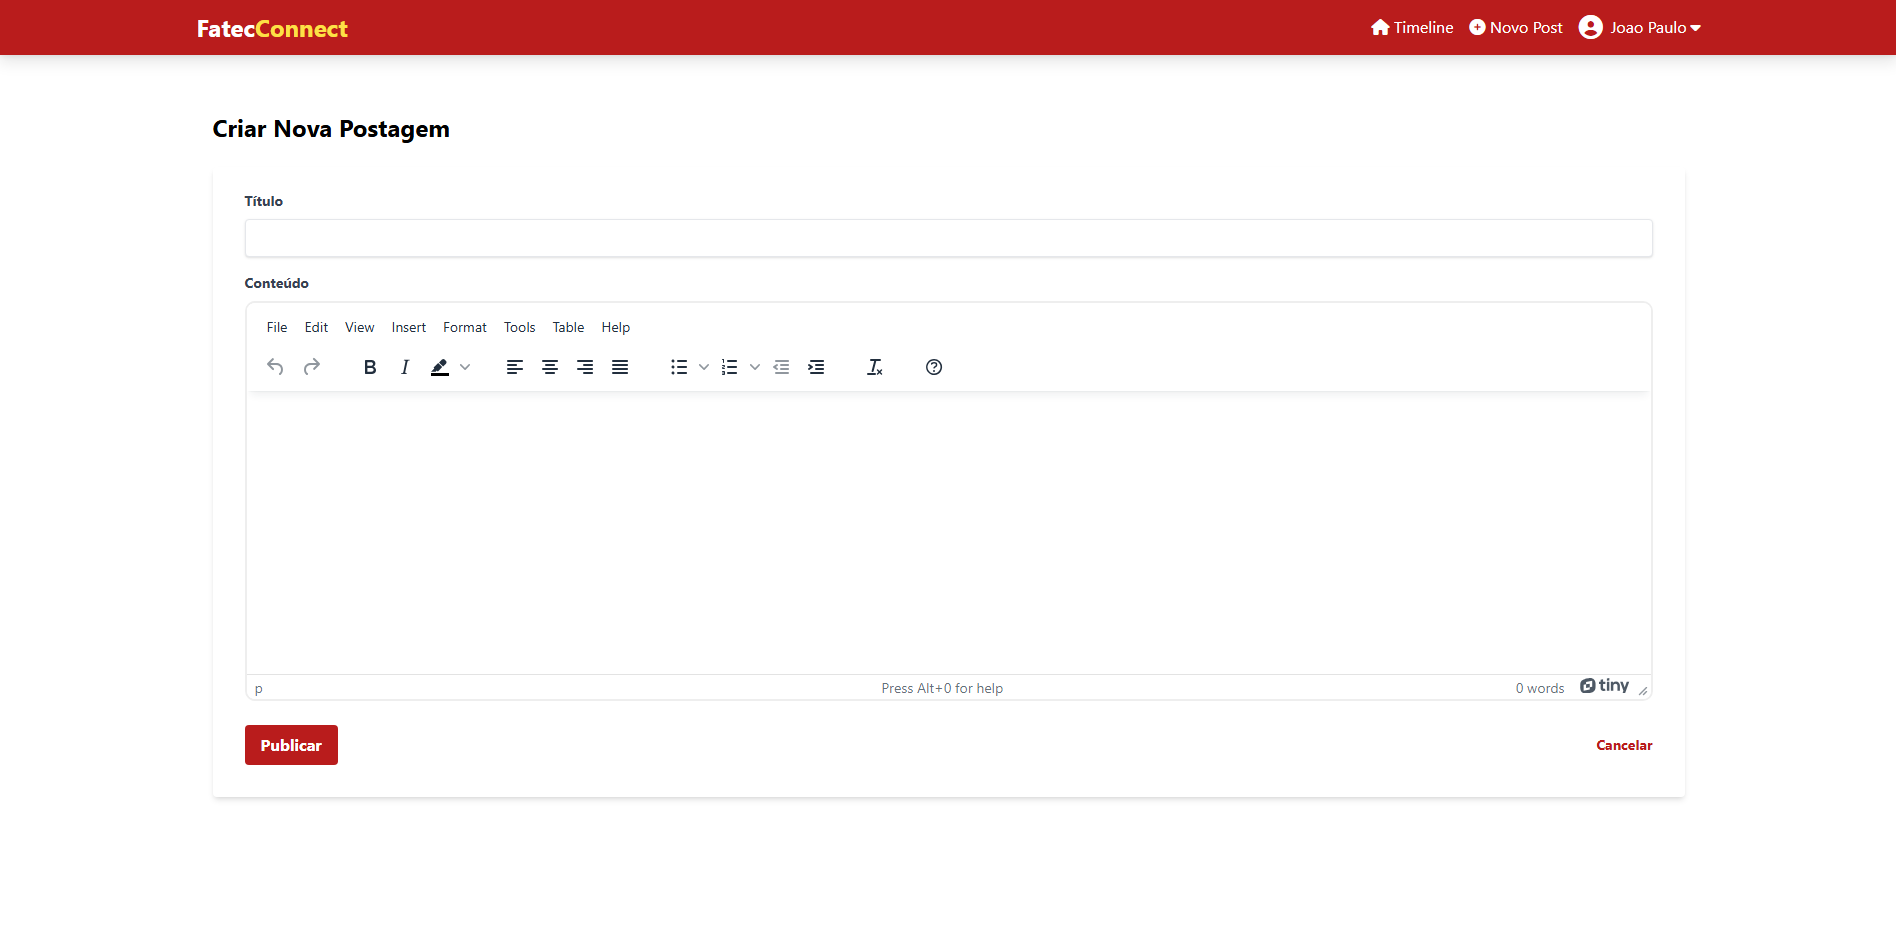 FatecConnect Timeline Novo Post Joao Paulo
Criar Nova Postagem
Título
Conteúdo
File Edit View Insert Format Tools Table Help
p Press Alt+0 for help 0 words tiny
Publicar Cancelar